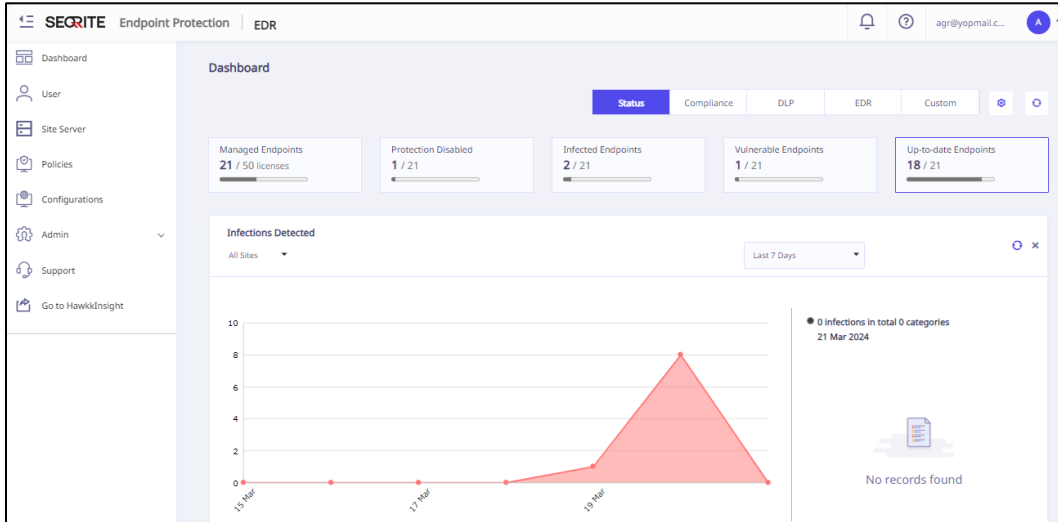 SEQRITE Endpoint Protection EDR
agr@yopmail.c...
A
Dashboard
User
Site Server
Policies
Configurations
Admin
Support
Go to HawkkInsight
Dashboard
Status Compliance DLP EDR Custom
Managed Endpoints
21 / 50 licenses
Protection Disabled
1 / 21
Infected Endpoints
2 / 21
Vulnerable Endpoints
1 / 21
Up-to-date Endpoints
18 / 21
Infections Detected
All Sites
Last 7 Days
10
8
6
4
2
0
15 Mar
17 Mar
19 Mar
0 infections in total 0 categories
21 Mar 2024
No records found